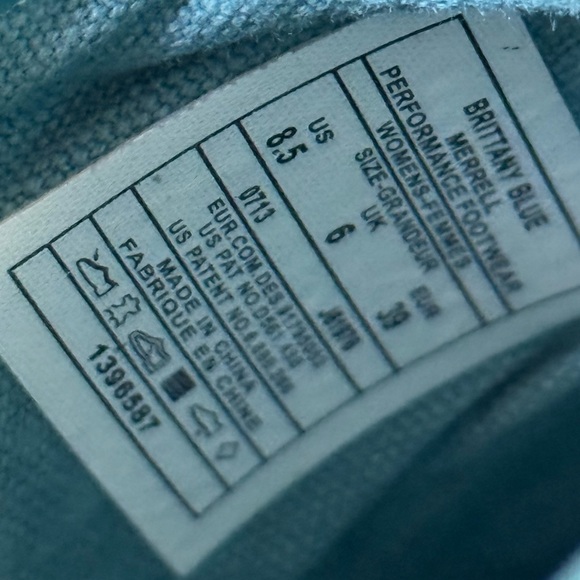 BRITTANY BLUE
MERRELL
PERFORMANCE FOOTWEAR
WOMENS-FEMMES
SIZE-GRANDEUR
US UK EUR
8.5 6 39
0713
EUR.COM.DES.
US PAT NO.
US PATENT NO.
MADE IN CHINA
FABRIQUE EN CHINE
1396587